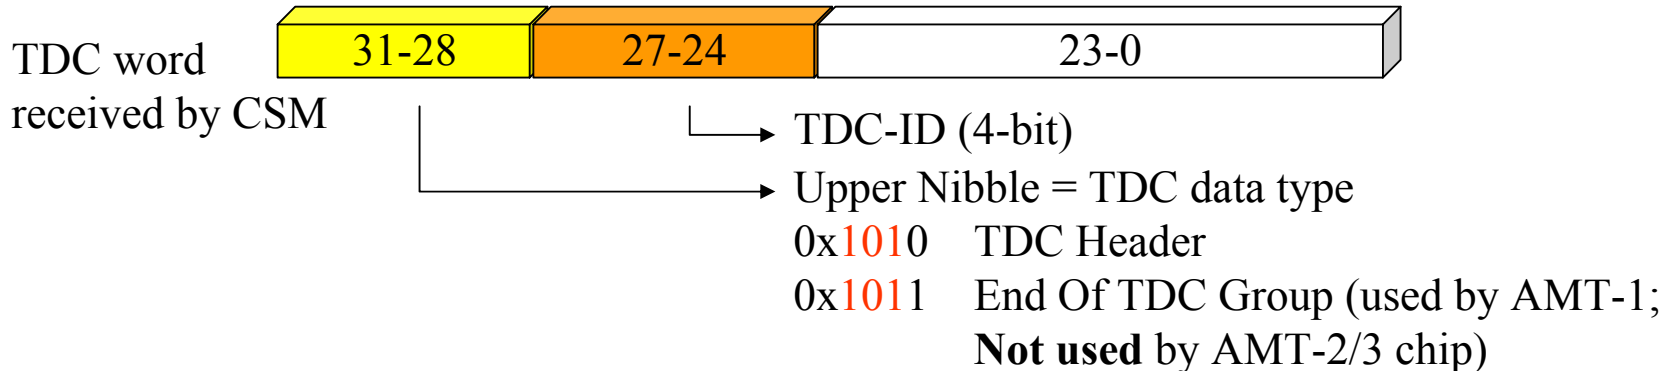 TDC word
received by CSM
31-28 27-24 23-0
TDC-ID (4-bit)
Upper Nibble = TDC data type
0x1010 TDC Header
0x1011 End Of TDC Group (used by AMT-1;
Not used by AMT-2/3 chip)